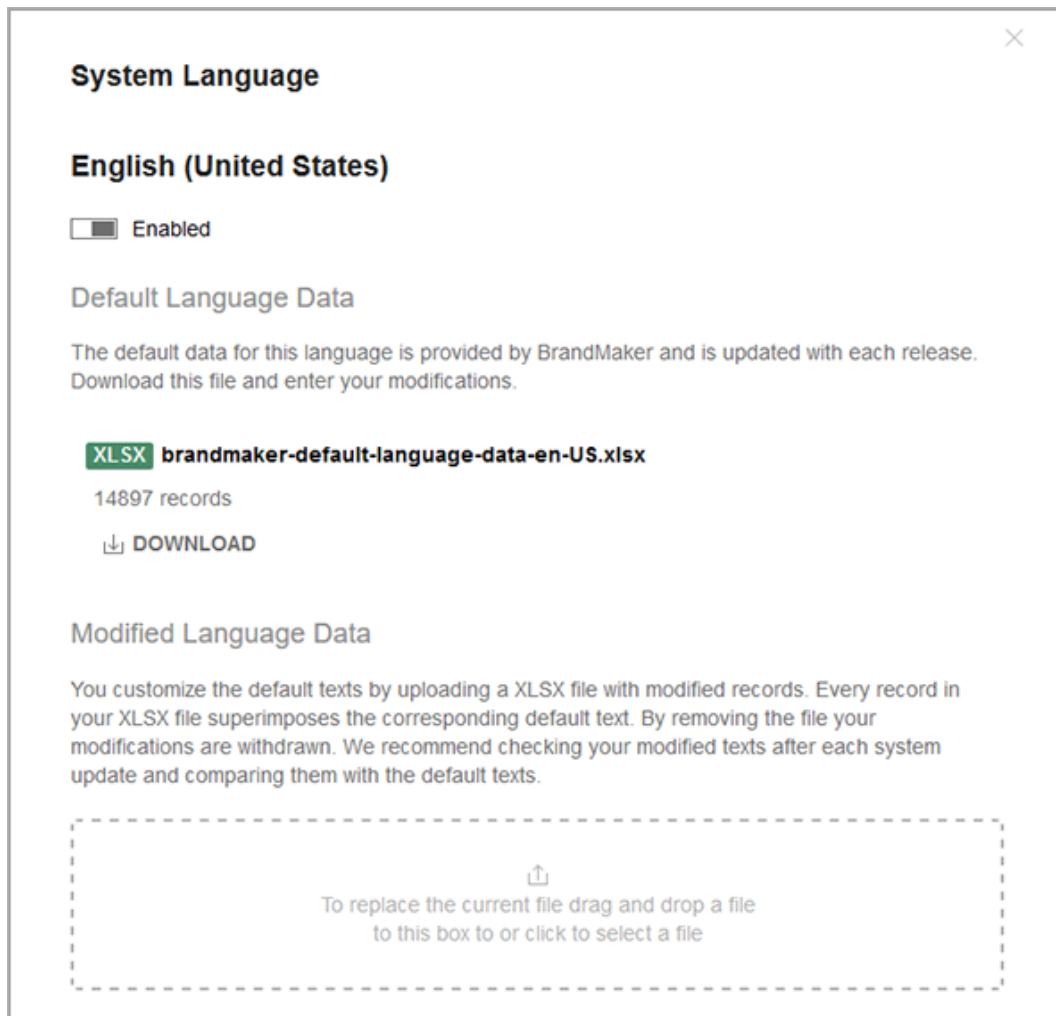 System Language
English (United States)
Enabled
Default Language Data
The default data for this language is provided by BrandMaker and is updated with each release.
Download this file and enter your modifications.
XLSX brandmaker-default-language-data-en-US.xlsx
14897 records
DOWNLOAD
Modified Language Data
You customize the default texts by uploading a XLSX file with modified records. Every record in
your XLSX file superimposes the corresponding default text. By removing the file your
modifications are withdrawn. We recommend checking your modified texts after each system
update and comparing them with the default texts.
To replace the current file drag and drop a file
to this box to or click to select a file